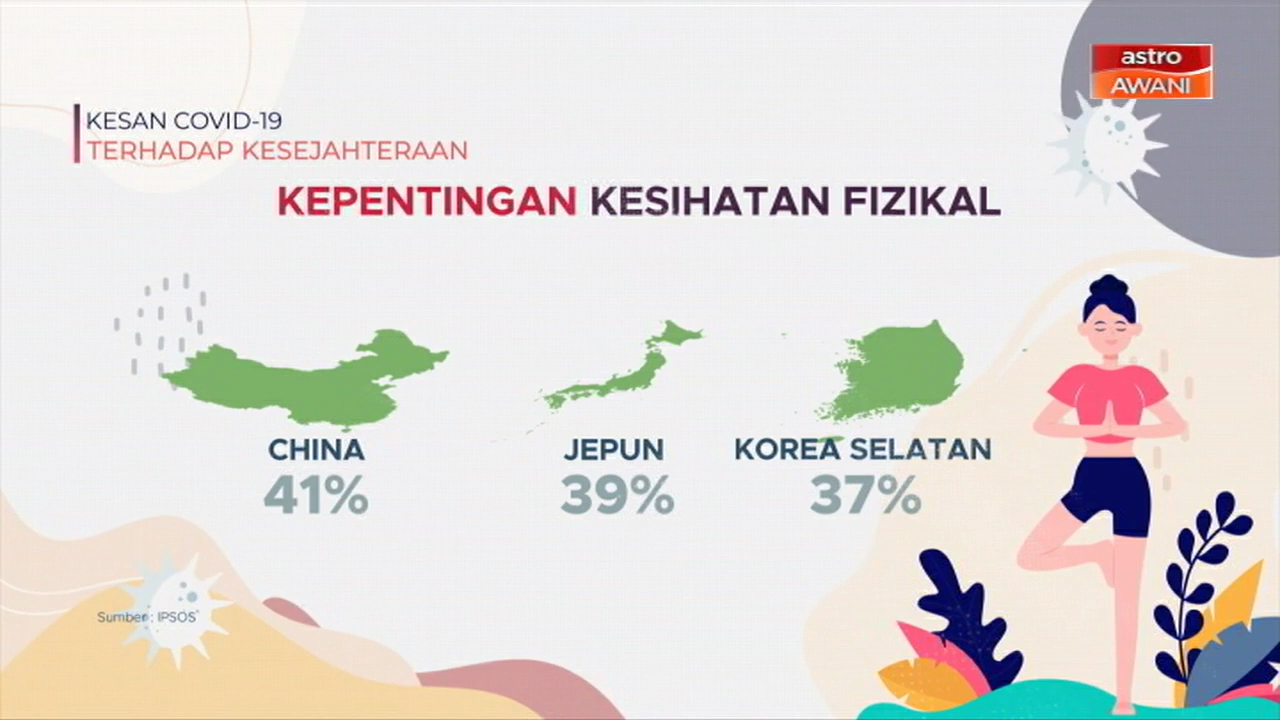 astro
AWANI
KESAN COVID-19
TERHADAP KESEJAHTERAAN
KEPENTINGAN KESIHATAN FIZIKAL
CHINA
41%
JEPUN
39%
KOREA SELATAN
37%
Sumber : IPSOS